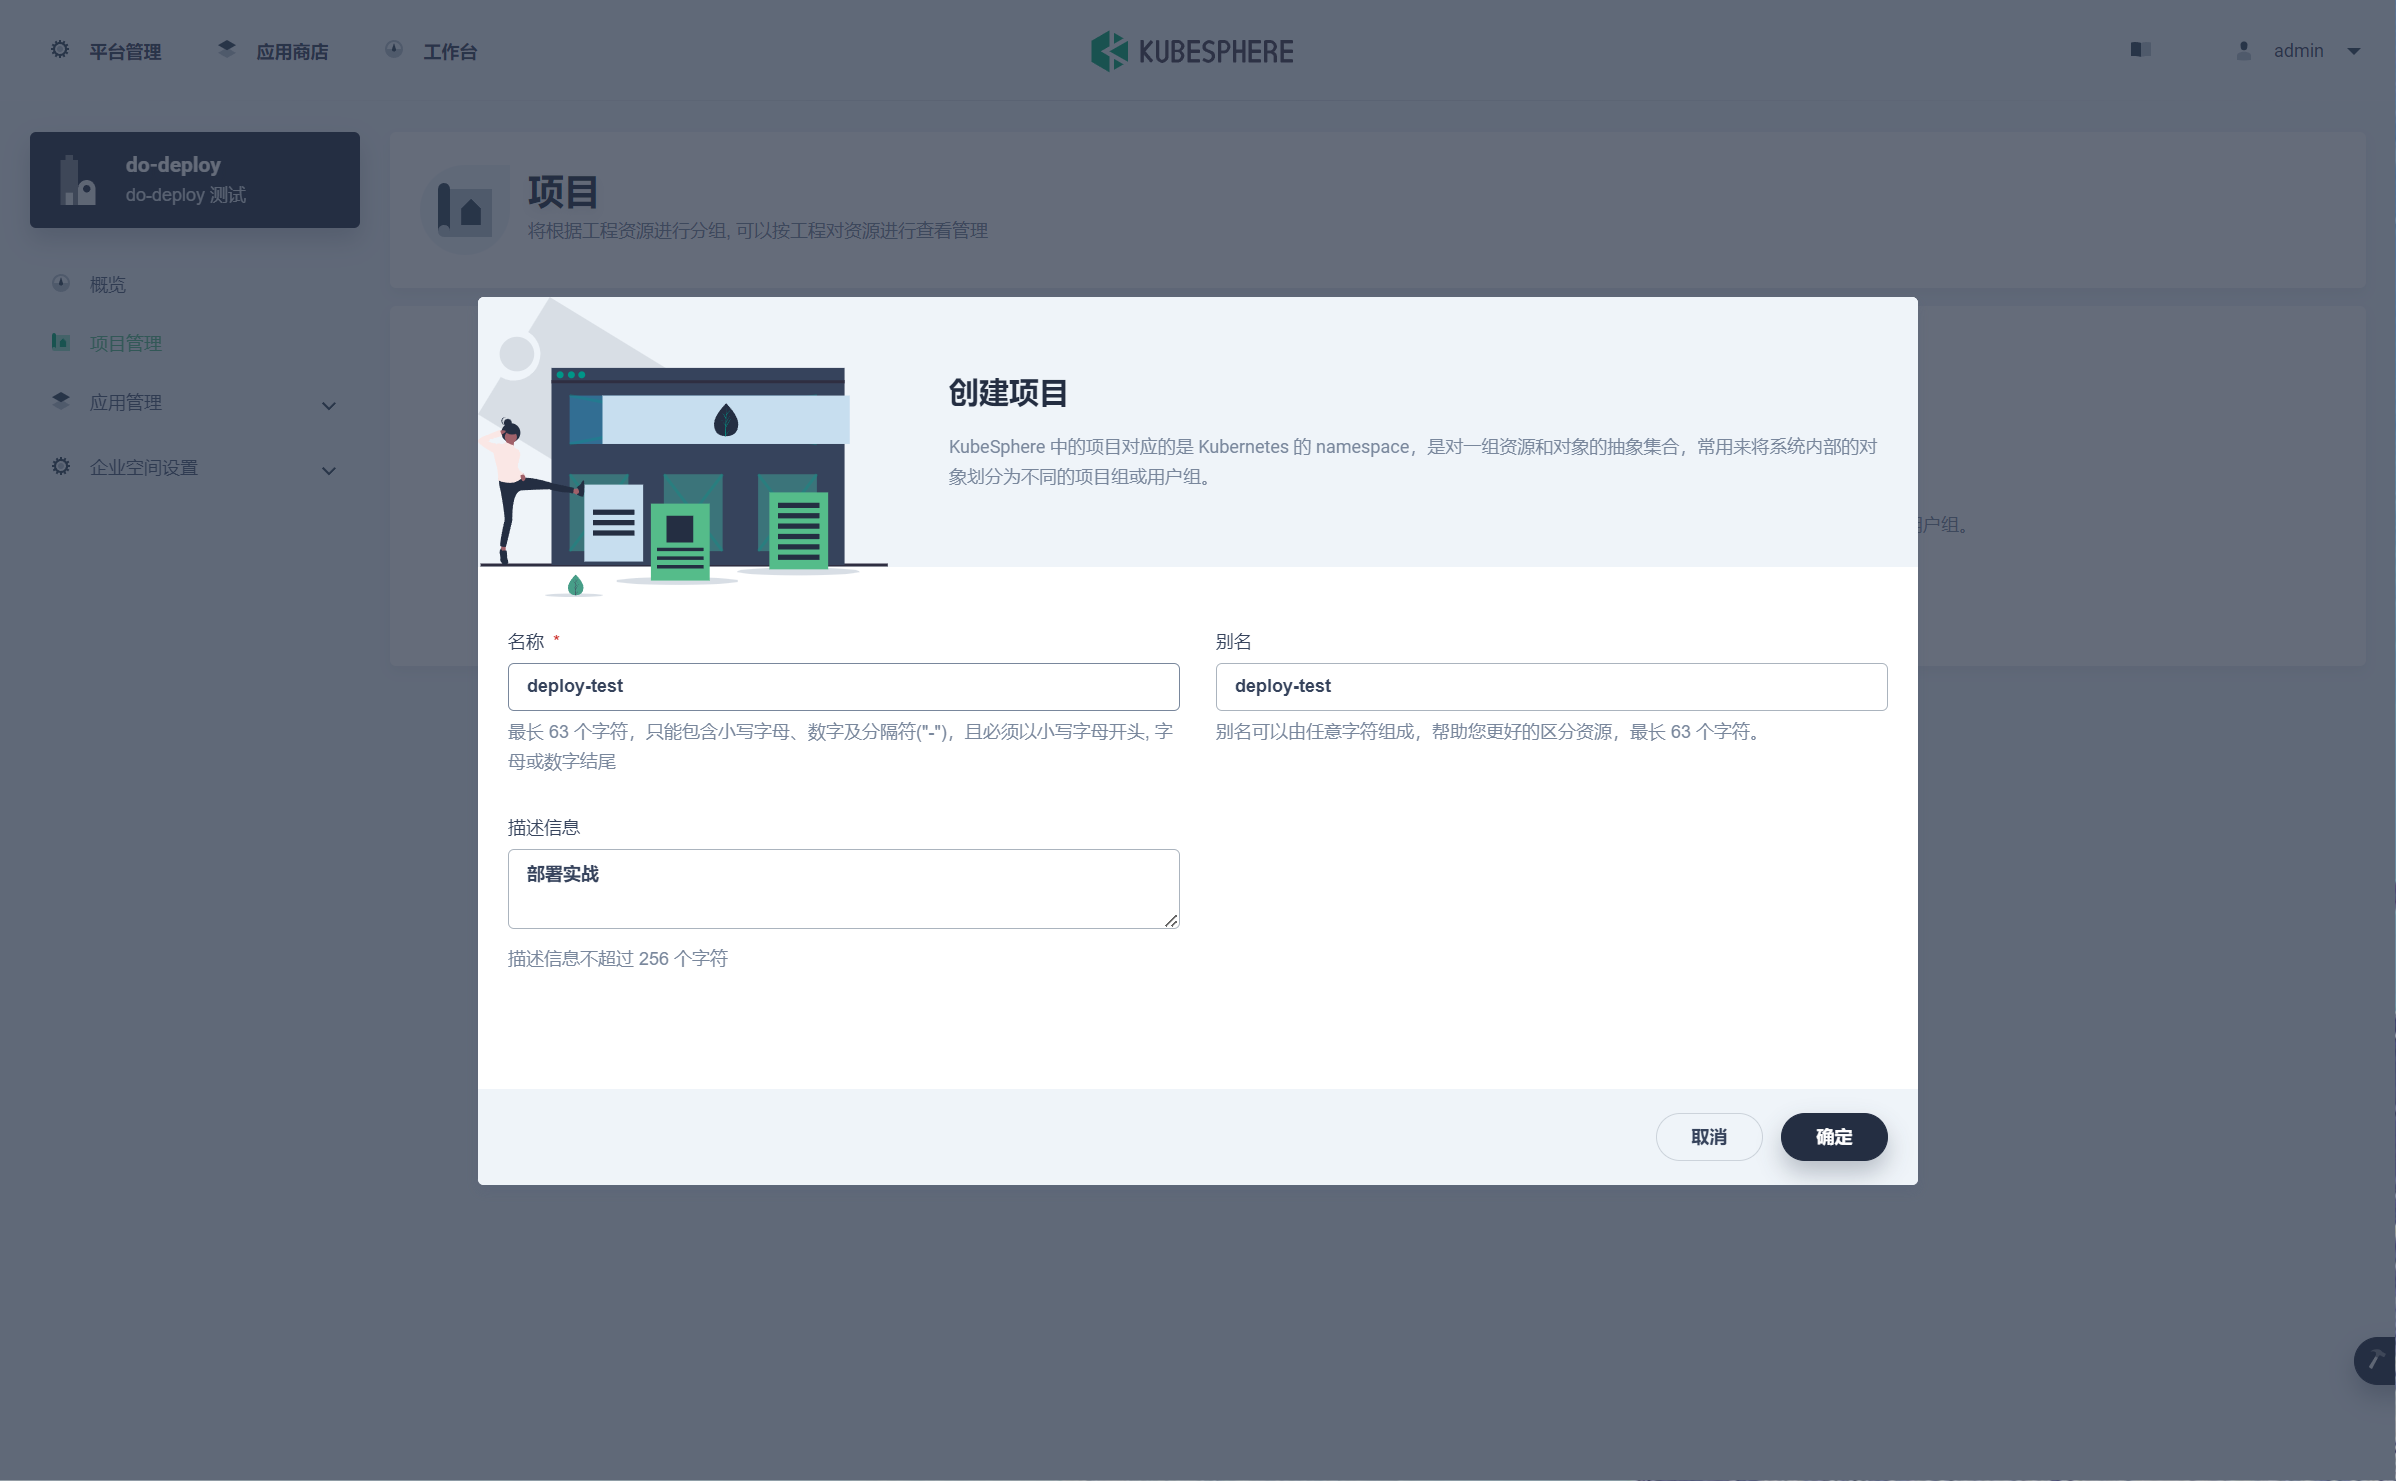 平台管理
应用商店
工作台
KUBESPHERE
admin
do-deploy
do-deploy 测试
项目
将根据工程资源进行分组, 可以按工程对资源进行查看管理
概览
项目管理
应用管理
企业空间设置
创建项目
KubeSphere 中的项目对应的是 Kubernetes 的 namespace，是对一组资源和对象的抽象集合，常用来将系统内部的对
象划分为不同的项目组或用户组。
户组。
名称 *
deploy-test
最长 63 个字符，只能包含小写字母、数字及分隔符("-")，且必须以小写字母开头, 字
母或数字结尾
别名
deploy-test
别名可以由任意字符组成，帮助您更好的区分资源，最长 63 个字符。
描述信息
部署实战
描述信息不超过 256 个字符
取消
确定